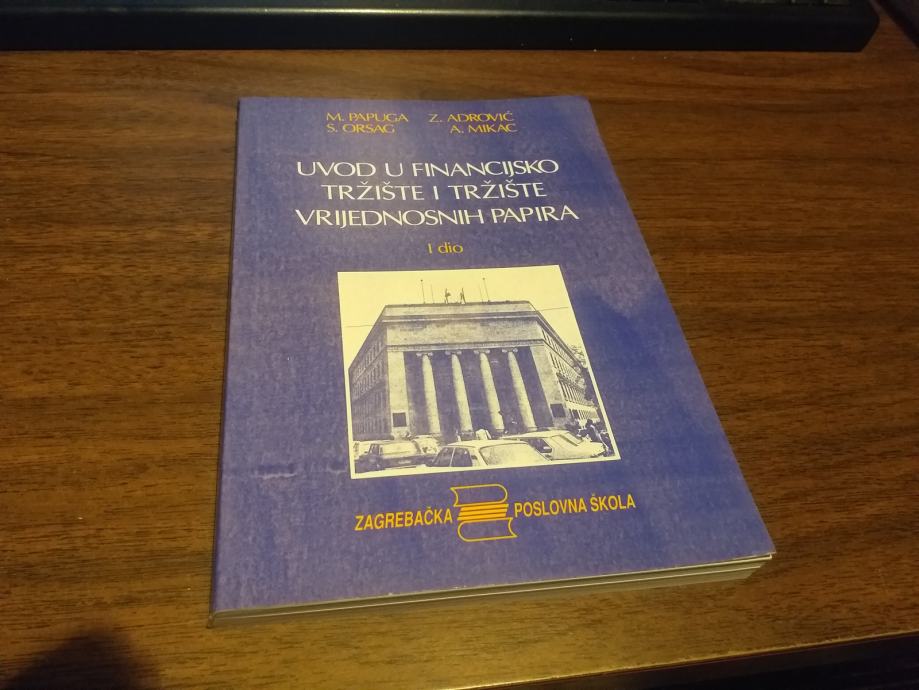 M. PAPUGA Z. ADROVIĆ
S. ORSAG A. MIKAC
UVOD U FINANCIJSKO
TRŽIŠTE I TRŽIŠTE
VRIJEDNOSNIH PAPIRA
I dio
ZAGREBAČKA POSLOVNA ŠKOLA